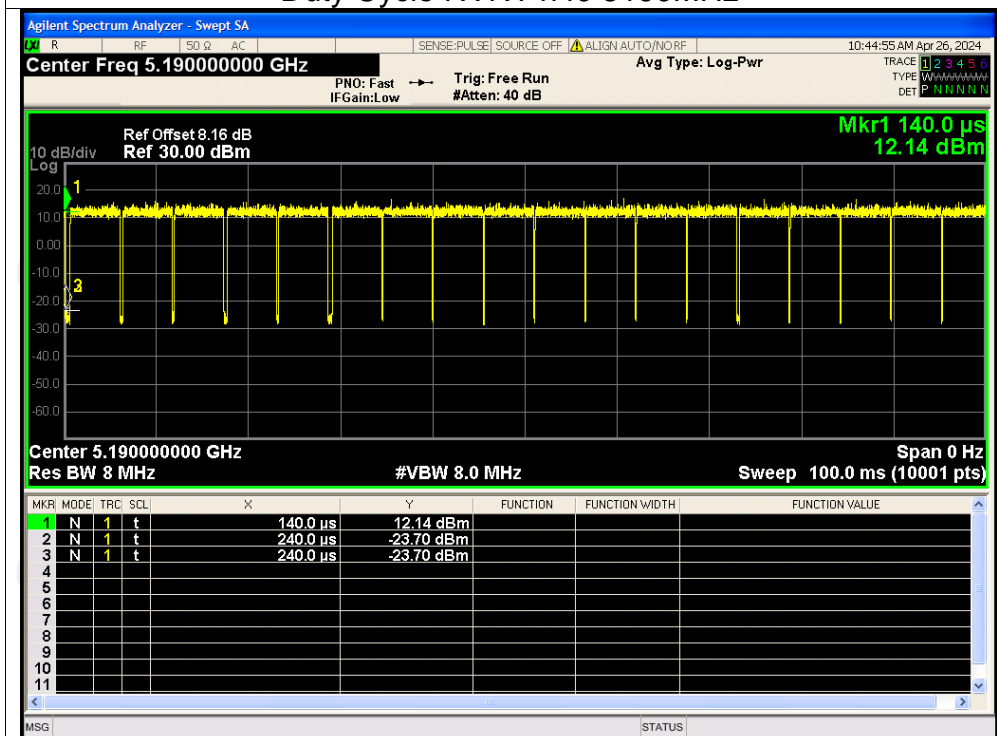 Agilent Spectrum Analyzer - Swept SA
LXI R RF 50 Ω AC SENSE:PULSE SOURCE OFF ALIGN AUTO/NO RF 10:44:55 AM Apr 26, 2024
Center Freq 5.190000000 GHz Avg Type: Log-Pwr TRACE 1 2 3 4 5 6
PNO: Fast Trig: Free Run TYPE WWWWWW
IFGain:Low #Atten: 40 dB DET P N N N N N
Mkr1 140.0 µs
Ref Offset 8.16 dB
10 dB/div Ref 30.00 dBm 12.14 dBm
Log
20.0 1
10.0
0.00
-10.0
3
-20.0
-30.0
-40.0
-50.0
-60.0
Center 5.190000000 GHz Span 0 Hz
Res BW 8 MHz #VBW 8.0 MHz Sweep 100.0 ms (10001 pts)
MKR MODE TRC SCL X Y FUNCTION FUNCTION WIDTH FUNCTION VALUE
1 N 1 t 140.0 µs 12.14 dBm
2 N 1 t 240.0 µs -23.70 dBm
3 N 1 t 240.0 µs -23.70 dBm
4
5
6
7
8
9
10
11
MSG STATUS